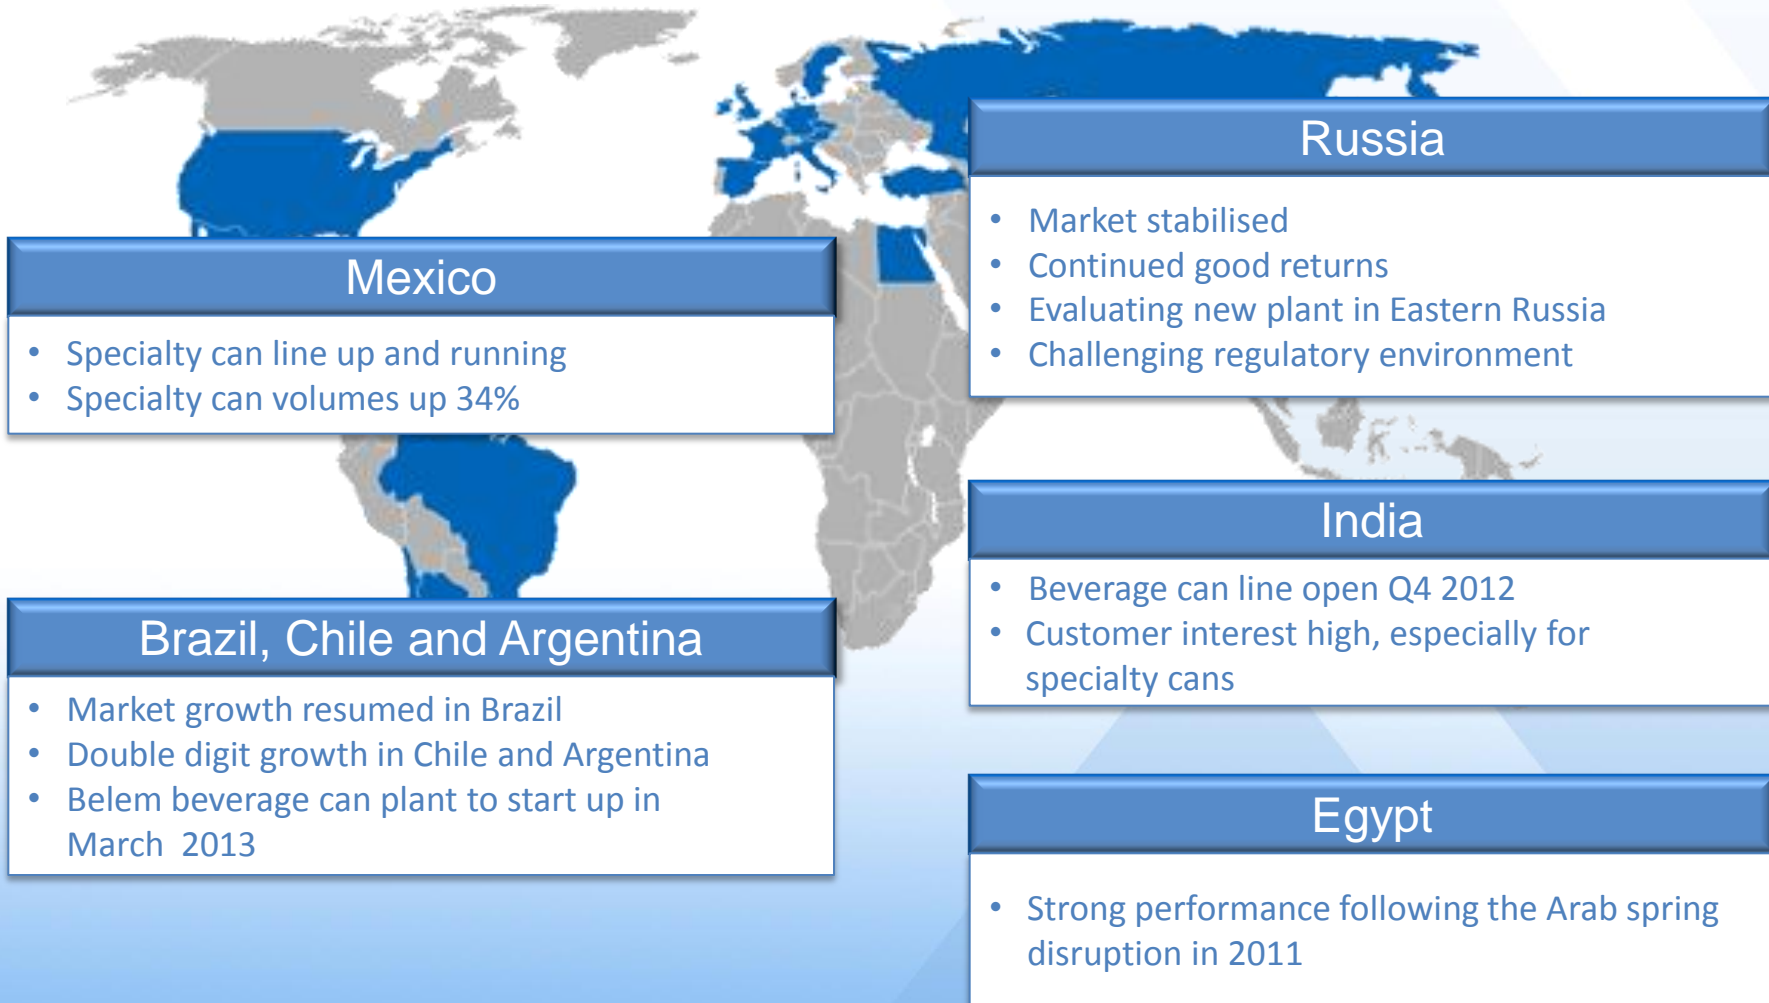 Mexico
• Specialty can line up and running
• Specialty can volumes up 34%
Brazil, Chile and Argentina
• Market growth resumed in Brazil
• Double digit growth in Chile and Argentina
• Belem beverage can plant to start up in
March 2013
Russia
• Market stabilised
• Continued good returns
• Evaluating new plant in Eastern Russia
• Challenging regulatory environment
India
• Beverage can line open Q4 2012
• Customer interest high, especially for
specialty cans
Egypt
• Strong performance following the Arab spring
disruption in 2011